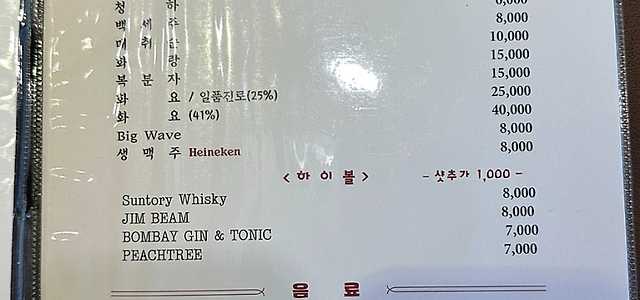 청 하 6,000
백 세 주 8,000
매 취 순 10,000
화 랑 15,000
복 분 자 15,000
화 요 / 일품진로(25%) 25,000
화 요 (41%) 40,000
Big Wave 8,000
생 맥 주 Heineken 8,000
<하 이 볼> - 샷추가 1,000 -
Suntory Whisky 8,000
JIM BEAM 8,000
BOMBAY GIN & TONIC 7,000
PEACHTREE 7,000
음 료